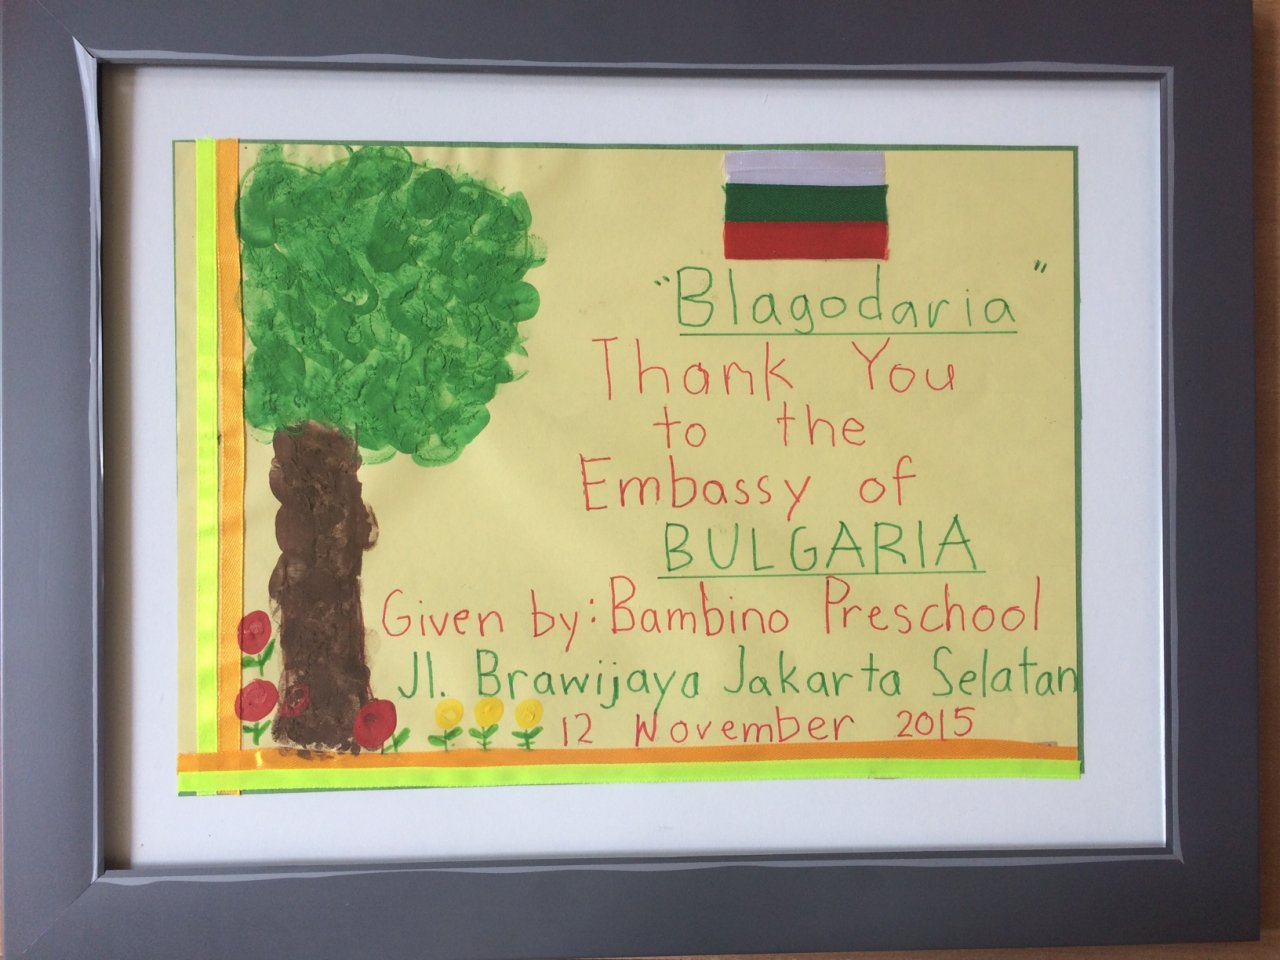 "Blagodaria"
Thank You
to the
Embassy of
BULGARIA
Given by: Bambino Preschool
Jl. Brawijaya Jakarta Selatan
12 November 2015